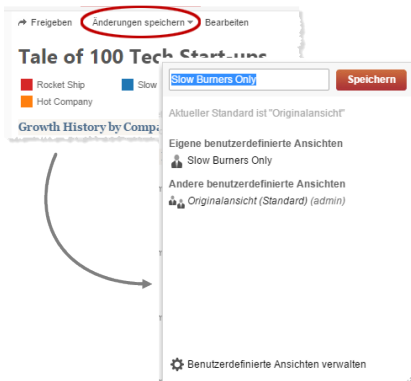 Freigeben Änderungen speichern Bearbeiten
Tale of 100 Tech Start-ups
Rocket Ship Slow
Hot Company
Growth History by Compa
Slow Burners Only Speichern
Aktueller Standard ist "Originalansicht"
Eigene benutzerdefinierte Ansichten
Slow Burners Only
Andere benutzerdefinierte Ansichten
Originalansicht (Standard) (admin)
Benutzerdefinierte Ansichten verwalten